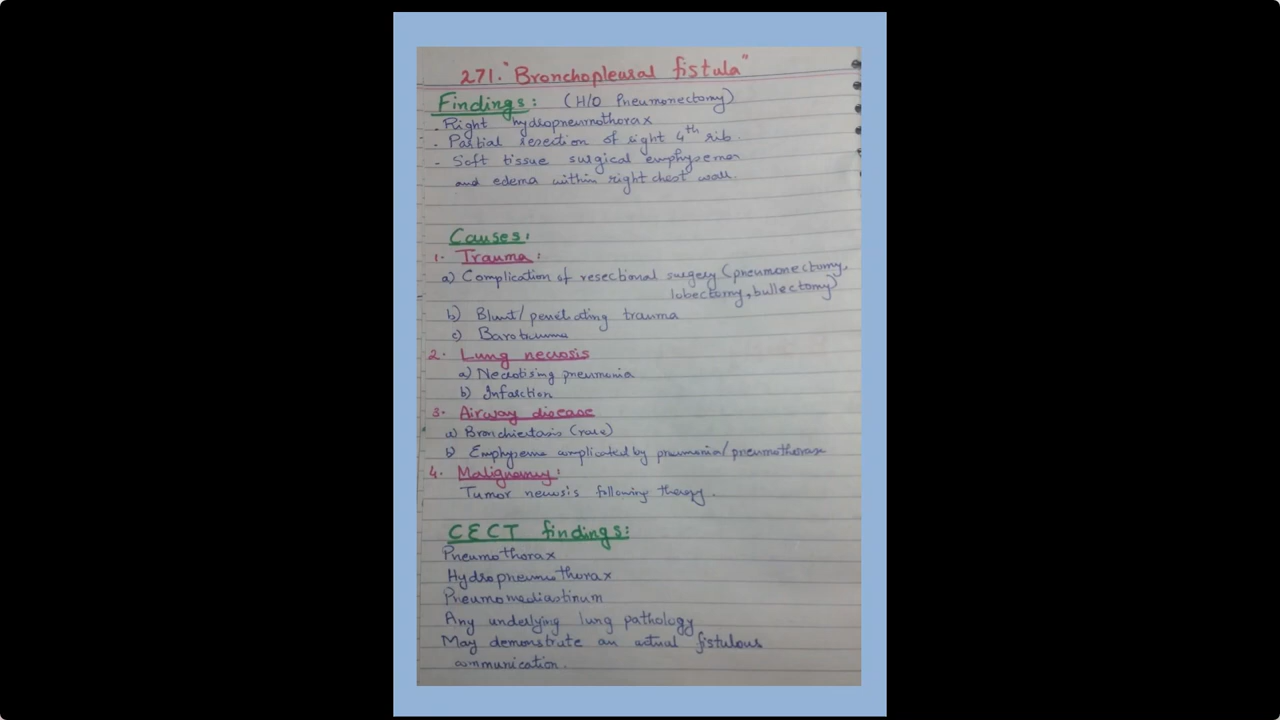 271. "Bronchopleural fistula"
Findings: (H/O Pneumonectomy)
- Right hydropneumothorax
- Partial resection of right 4th rib.
- Soft tissue surgical emphysema
and edema within right chest wall.
Causes:
1. Trauma:
a) Complication of resectional surgery (pneumonectomy,
lobectomy, bullectomy)
b) Blunt/penetrating trauma
c) Barotrauma
2. Lung necrosis
a) Necrotising pneumonia
b) Infarction
3. Airway disease
a) Bronchiectasis (rare)
b) Emphysema complicated by pneumonia/pneumothorax
4. Malignancy:
Tumor necrosis following therapy.
CECT findings:
Pneumothorax
Hydropneumothorax
Pneumomediastinum
Any underlying lung pathology
May demonstrate an actual fistulous
communication.